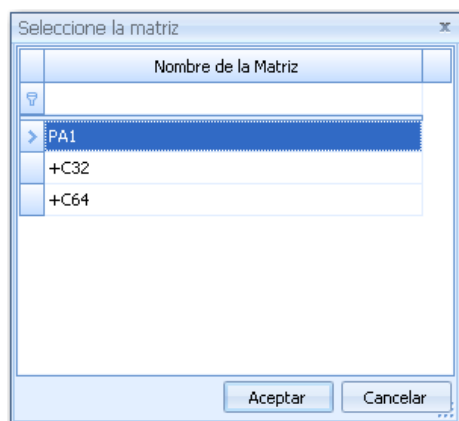 Seleccione la matriz
Nombre de la Matriz
PA1
+C32
+C64
Aceptar
Cancelar